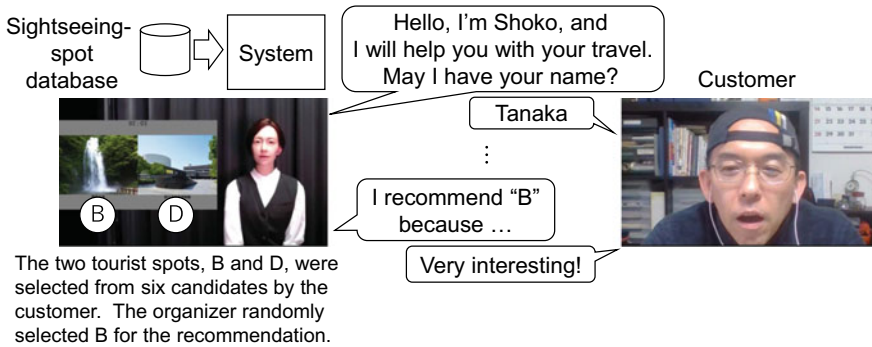 Sightseeing-
spot
database
System
Hello, I'm Shoko, and
I will help you with your travel.
May I have your name?
Customer
Tanaka
⋮
I recommend “B”
because …
Very interesting!
B
D
The two tourist spots, B and D, were
selected from six candidates by the
customer.  The organizer randomly
selected B for the recommendation.